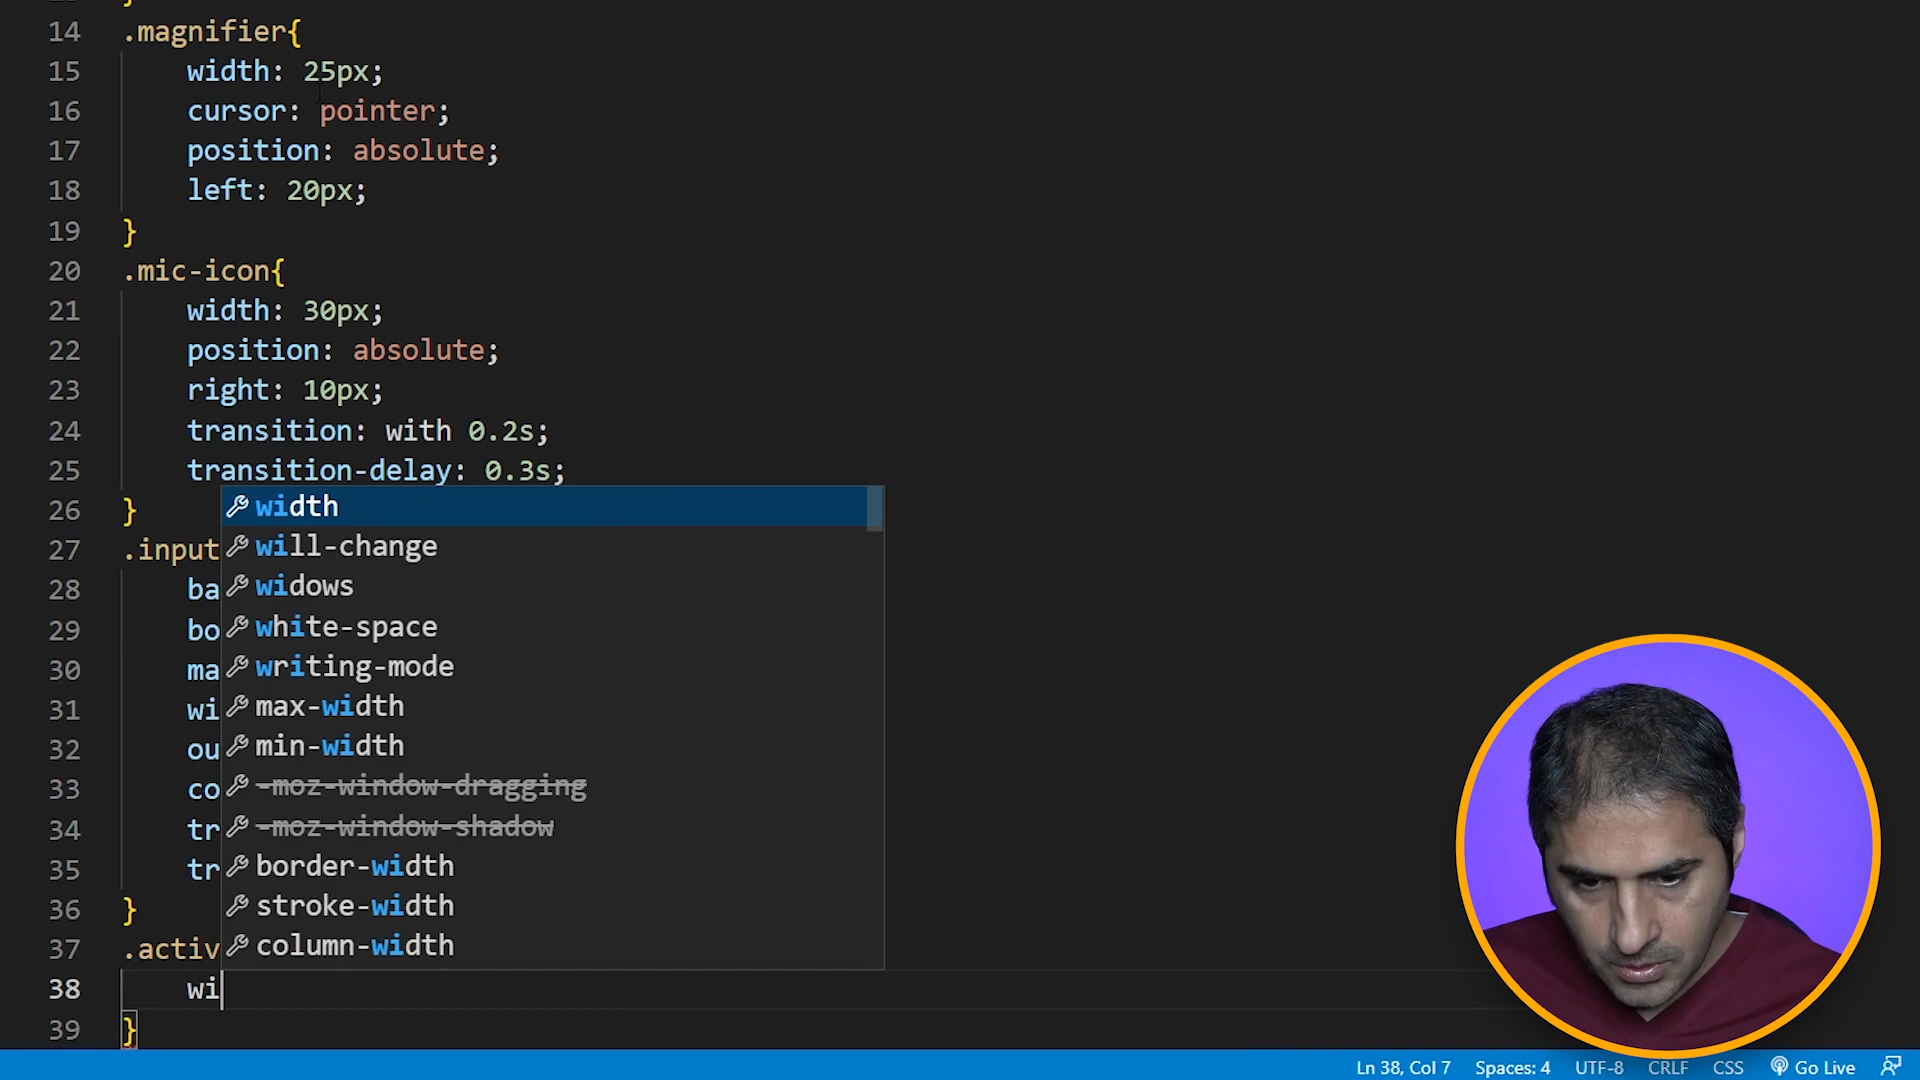 14 .magnifier{
15 width: 25px;
16 cursor: pointer;
17 position: absolute;
18 left: 20px;
19 }
20 .mic-icon{
21 width: 30px;
22 position: absolute;
23 right: 10px;
24 transition: with 0.2s;
25 transition-delay: 0.3s;
26 } width
27 .input will-change
28 ba widows
29 bo white-space
30 ma writing-mode
31 wi max-width
32 ou min-width
33 co -moz-window-dragging
34 tr -moz-window-shadow
35 tr border-width
36 } stroke-width
37 .activ column-width
38 wi
39 }
Ln 38, Col 7 Spaces: 4 UTF-8 CRLF CSS Go Live